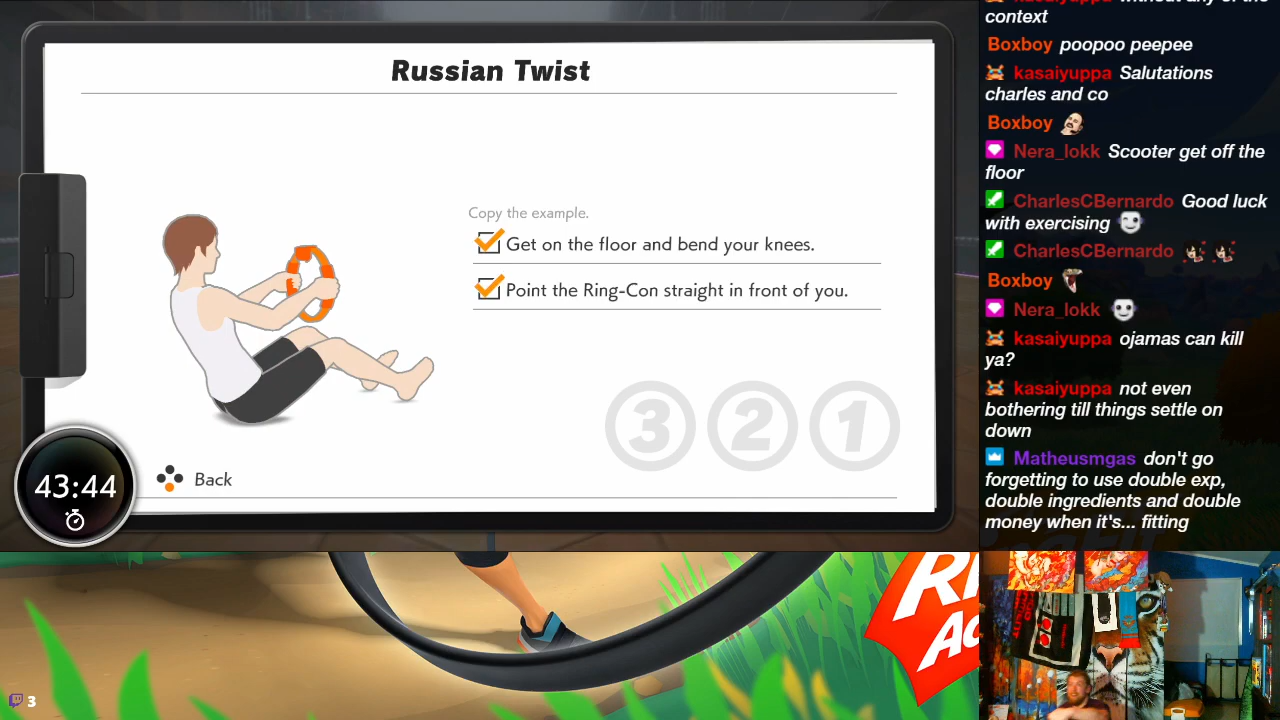 Russian Twist
Copy the example.
Get on the floor and bend your knees.
Point the Ring-Con straight in front of you.
3 2 1
43:44
Back
context
Boxboy poopoo peepee
kasaiyuppa Salutations
charles and co
Boxboy
Nera_lokk Scooter get off the
floor
CharlesCBernardo Good luck
with exercising
CharlesCBernardo
Boxboy
Nera_lokk
kasaiyuppa ojamas can kill
ya?
kasaiyuppa not even
bothering till things settle on
down
Matheusmgas don't go
forgetting to use double exp,
double ingredients and double
money when it's... fitting
3